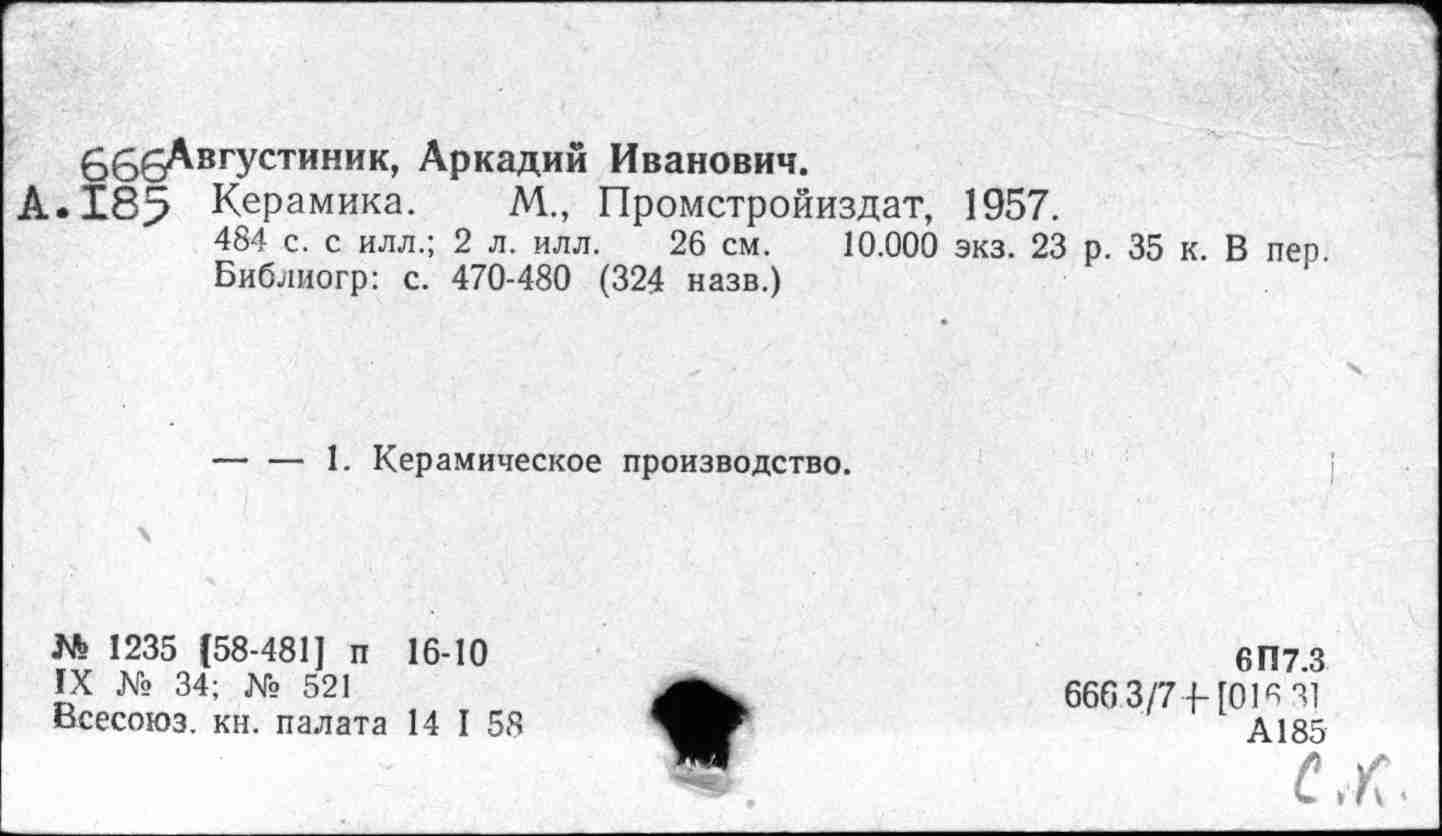 666 Августиник, Аркадий Иванович.
А.I85 Керамика. М., Промстройиздат, 1957.
484 с. с илл.; 2 л. илл. 26 см. 10.000 экз. 23 р. 35 к. В пер.
Библиогр: с. 470-480 (324 назв.)
— — 1. Керамическое производство.
№ 1235 [58-481] п 16-10
IX № 34; № 521
Всесоюз. кн. палата 14 I 58
6П7.3
666.3/7+[016 3]
А185
С.К.